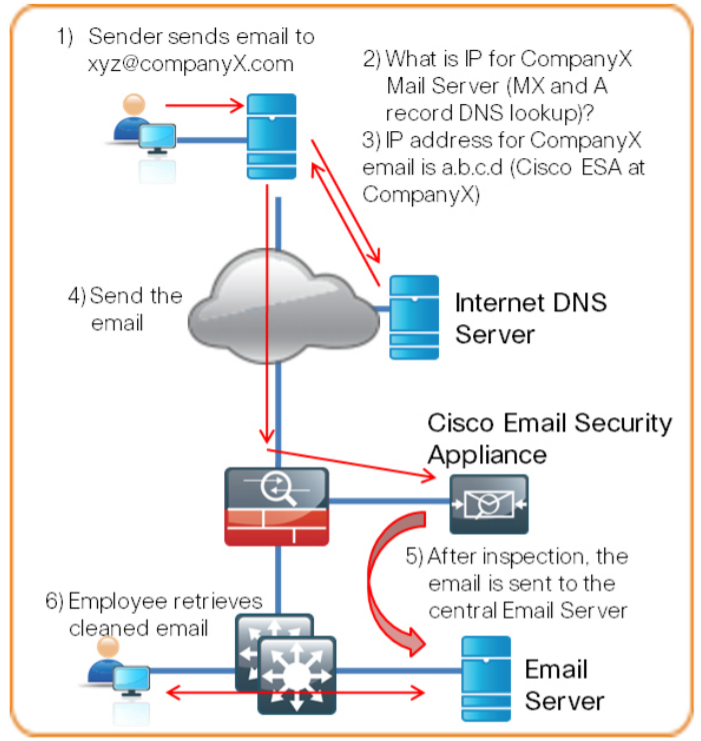 1) Sender sends email to
xyz@companyX.com
2) What is IP for CompanyX
Mail Server (MX and A
record DNS lookup)?
3) IP address for CompanyX
email is a.b.c.d (Cisco ESA at
CompanyX)
4) Send the
email
Internet DNS
Server
Cisco Email Security
Appliance
5) After inspection, the
email is sent to the
central Email Server
6) Employee retrieves
cleaned email
Email
Server